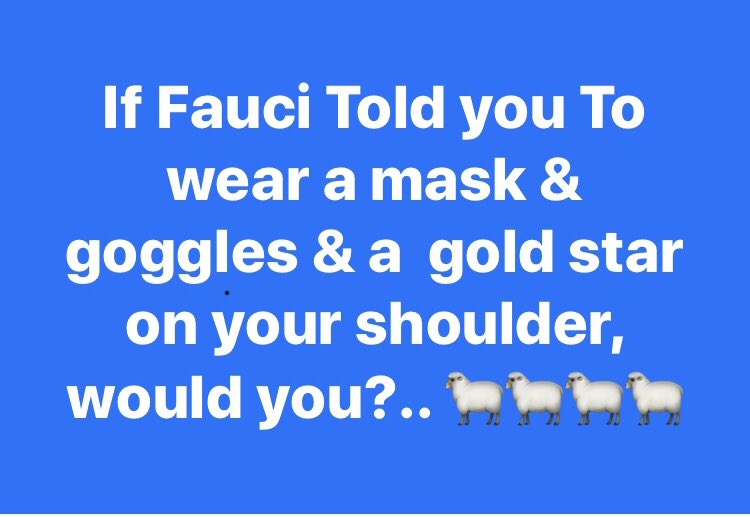 If Fauci Told you To
wear a mask &
goggles & a  gold star
on your shoulder,
would you?.. 🐑🐑🐑🐑